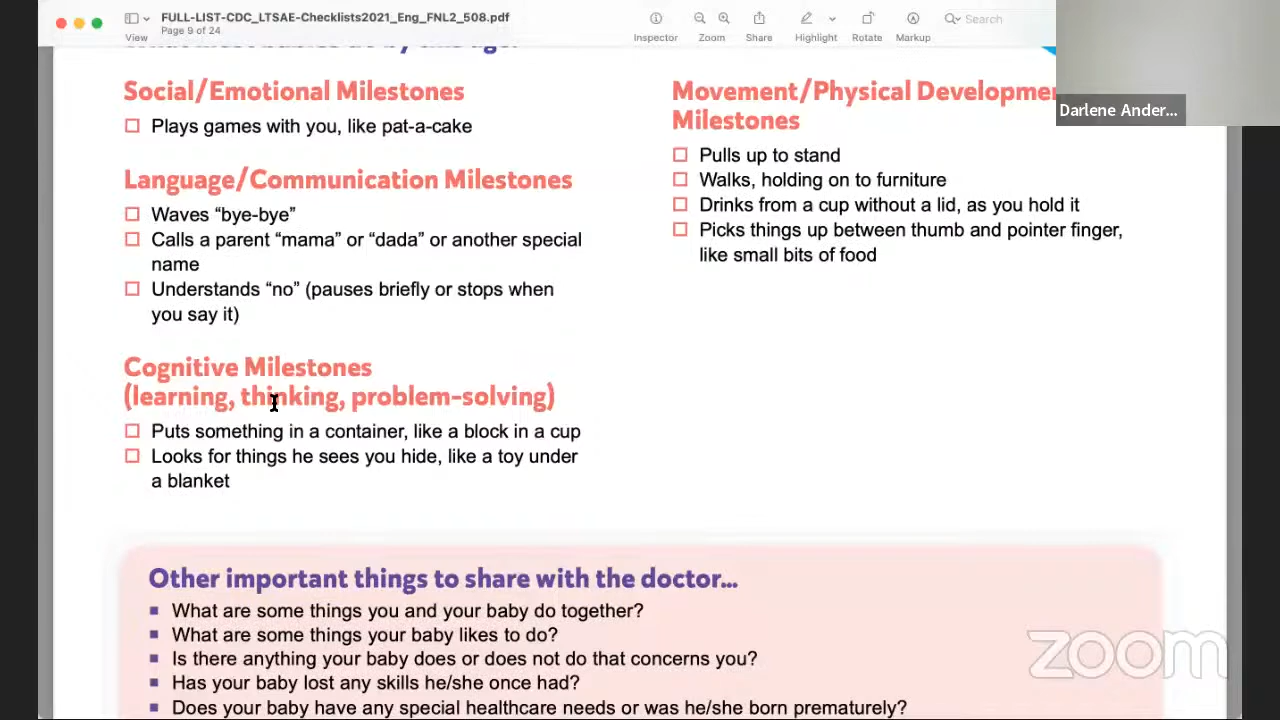 FULL-LIST-CDC_LTSAE-Checklists2021_Eng_FNL2_508.pdf
Page 9 of 24
View
Inspector
Zoom
Share
Highlight
Rotate
Markup
Search
Darlene Ander...
Social/Emotional Milestones
Plays games with you, like pat-a-cake
Language/Communication Milestones
Waves “bye-bye”
Calls a parent “mama” or “dada” or another special
name
Understands “no” (pauses briefly or stops when
you say it)
Cognitive Milestones
(learning, thinking, problem-solving)
Puts something in a container, like a block in a cup
Looks for things he sees you hide, like a toy under
a blanket
Movement/Physical
Milestones
Pulls up to stand
Walks, holding on to furniture
Drinks from a cup without a lid, as you hold it
Picks things up between thumb and pointer finger,
like small bits of food
Other important things to share with the doctor...
What are some things you and your baby do together?
What are some things your baby likes to do?
Is there anything your baby does or does not do that concerns you?
Has your baby lost any skills he/she once had?
Does your baby have any special healthcare needs or was he/she born prematurely?
zoom